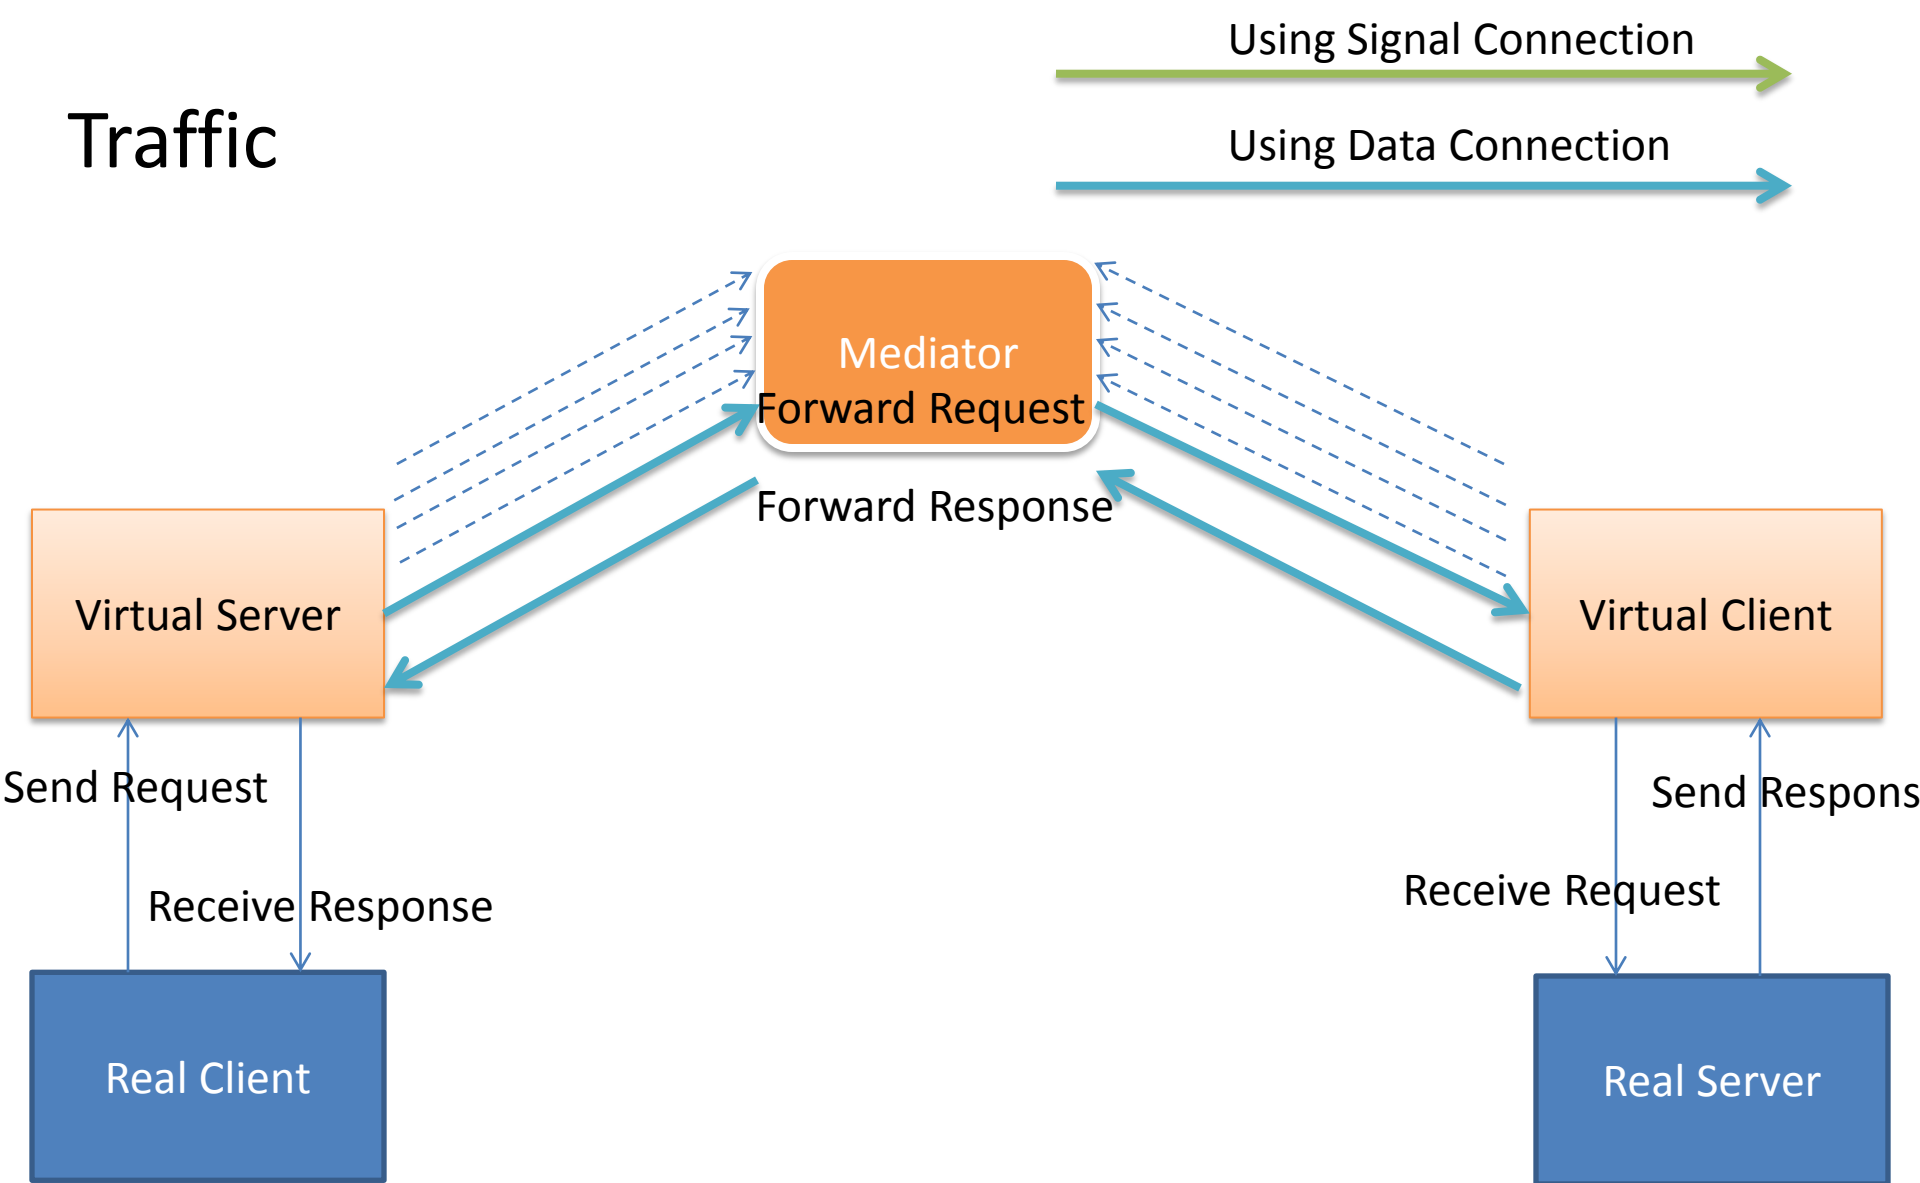 Using Signal Connection
Traffic
Using Data Connection
Mediator
Forward Request
Forward Response
Virtual Server
Virtual Client
Send Request
Send Respons
Receive Request
Receive Response
Real Client
Real Server